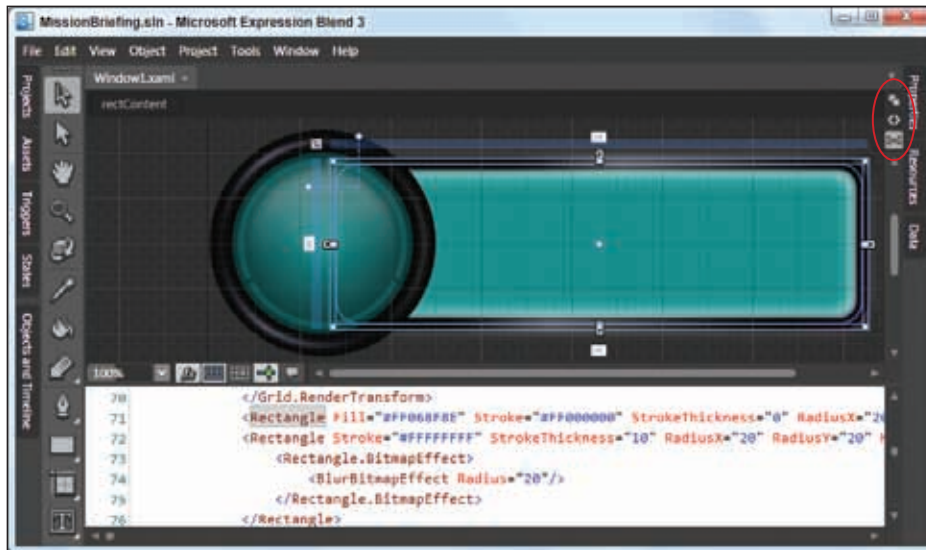 MissionBriefing.sln - Microsoft Expression Blend 3
File Edit View Object Project Tools Window Help
Window1.xaml
rectContent
Projects
Assets
Triggers
States
Objects and Timeline
Properties
Resources
Data
100%
70 </Grid.RenderTransform>
71 <Rectangle Fill="#FF068F8E" Stroke="#FF000000" StrokeThickness="0" RadiusX="20
72 <Rectangle Stroke="#FFFFFFFF" StrokeThickness="10" RadiusX="20" RadiusY="20"
73 <Rectangle.BitmapEffect>
74 <BlurBitmapEffect Radius="20"/>
75 </Rectangle.BitmapEffect>
76 </Rectangle>